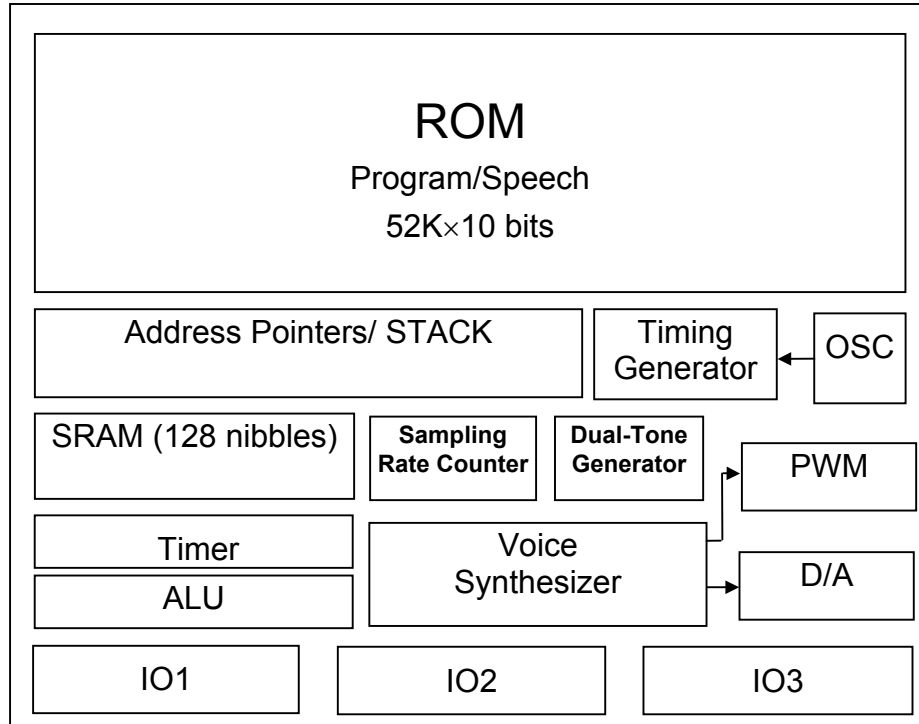 ROM
Program/Speech
52K×10 bits
Address Pointers/ STACK
Timing
Generator
OSC
SRAM (128 nibbles)
Sampling
Rate Counter
Dual-Tone
Generator
PWM
Timer
Voice
Synthesizer
D/A
ALU
IO1
IO2
IO3